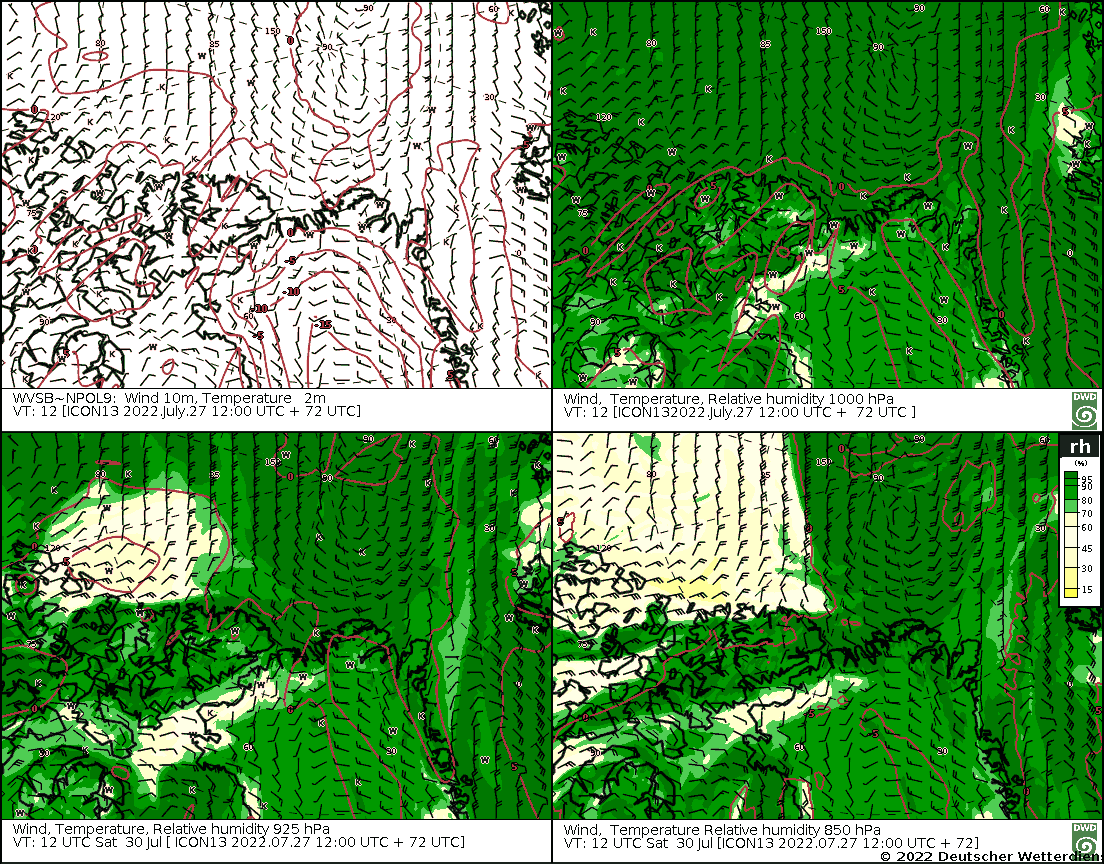 WVSB~NPOL9:  Wind 10m, Temperature   2m
VT: 12 [ICON13 2022.July.27 12:00 UTC + 72 UTC]
Wind,  Temperature, Relative humidity 1000 hPa
VT: 12 [ICON132022.July.27 12:00 UTC +  72 UTC ]
DWD
rh
(%)
95
90
80
70
60
45
30
15
Wind, Temperature, Relative humidity 925 hPa
VT: 12 UTC Sat  30 Jul [ ICON13 2022.07.27 12:00 UTC + 72 UTC]
Wind,  Temperature Relative humidity 850 hPa
VT: 12 UTC Sat  30 Jul [ICON13 2022.07.27 12:00 UTC + 72]
DWD
© 2022 Deutscher Wetterdien